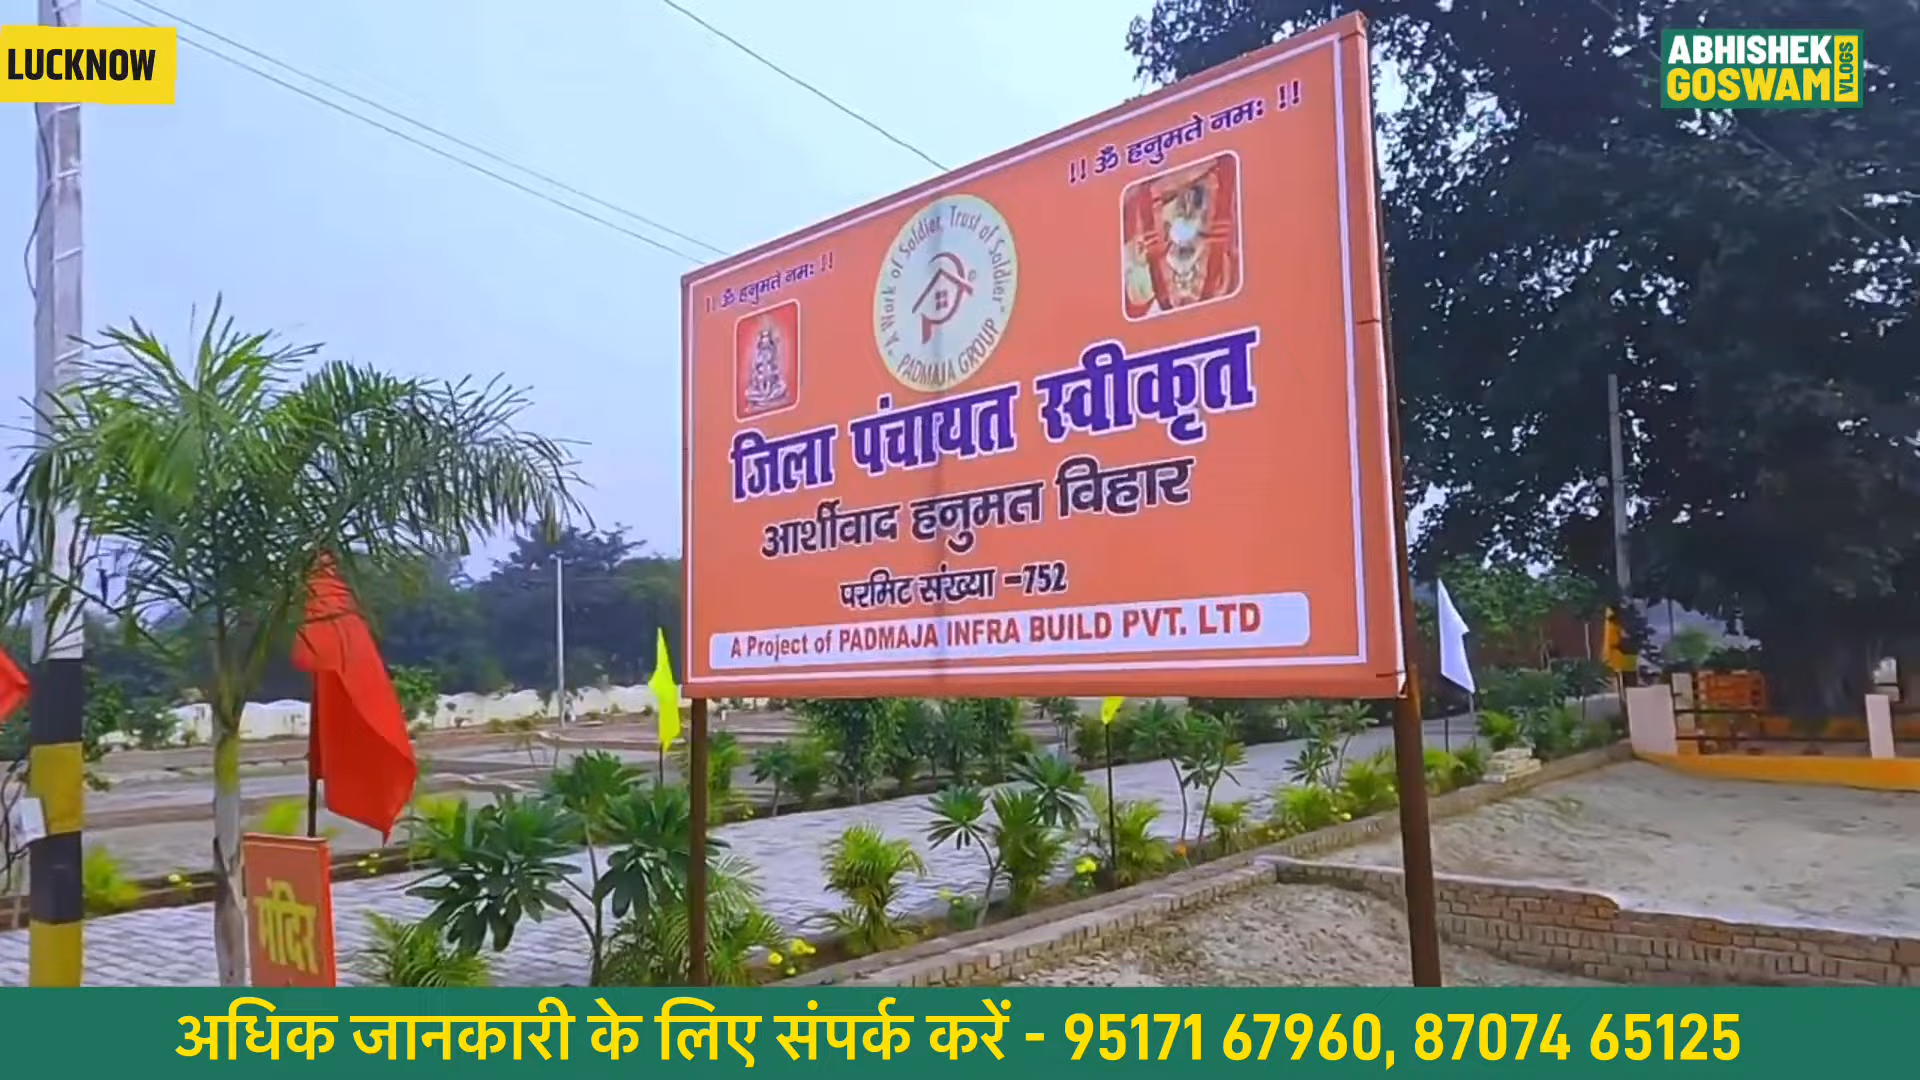 LUCKNOW
ABHISHEK
GOSWAMI
VLOGS
!! ॐ हनुमते नमः !!
!! ॐ हनुमते नमः !!
"A Work of Soldier, Trust of Soldier"
PADMAJA GROUP
जिला पंचायत स्वीकृत
आर्शीवाद हनुमत विहार
परमिट संख्या -752
A Project of PADMAJA INFRA BUILD PVT. LTD
मंदिर
अधिक जानकारी के लिए संपर्क करें - 95171 67960, 87074 65125